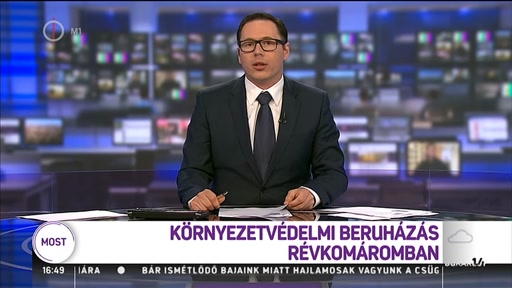 M1
KÖRNYEZETVÉDELMI BERUHÁZÁS
RÉVKOMÁROMBAN
MOST
16:49 IÁRA ● BÁR ISMÉTLŐDŐ BAJAINK MIATT HAJLAMOSAK VAGYUNK A CSÜG